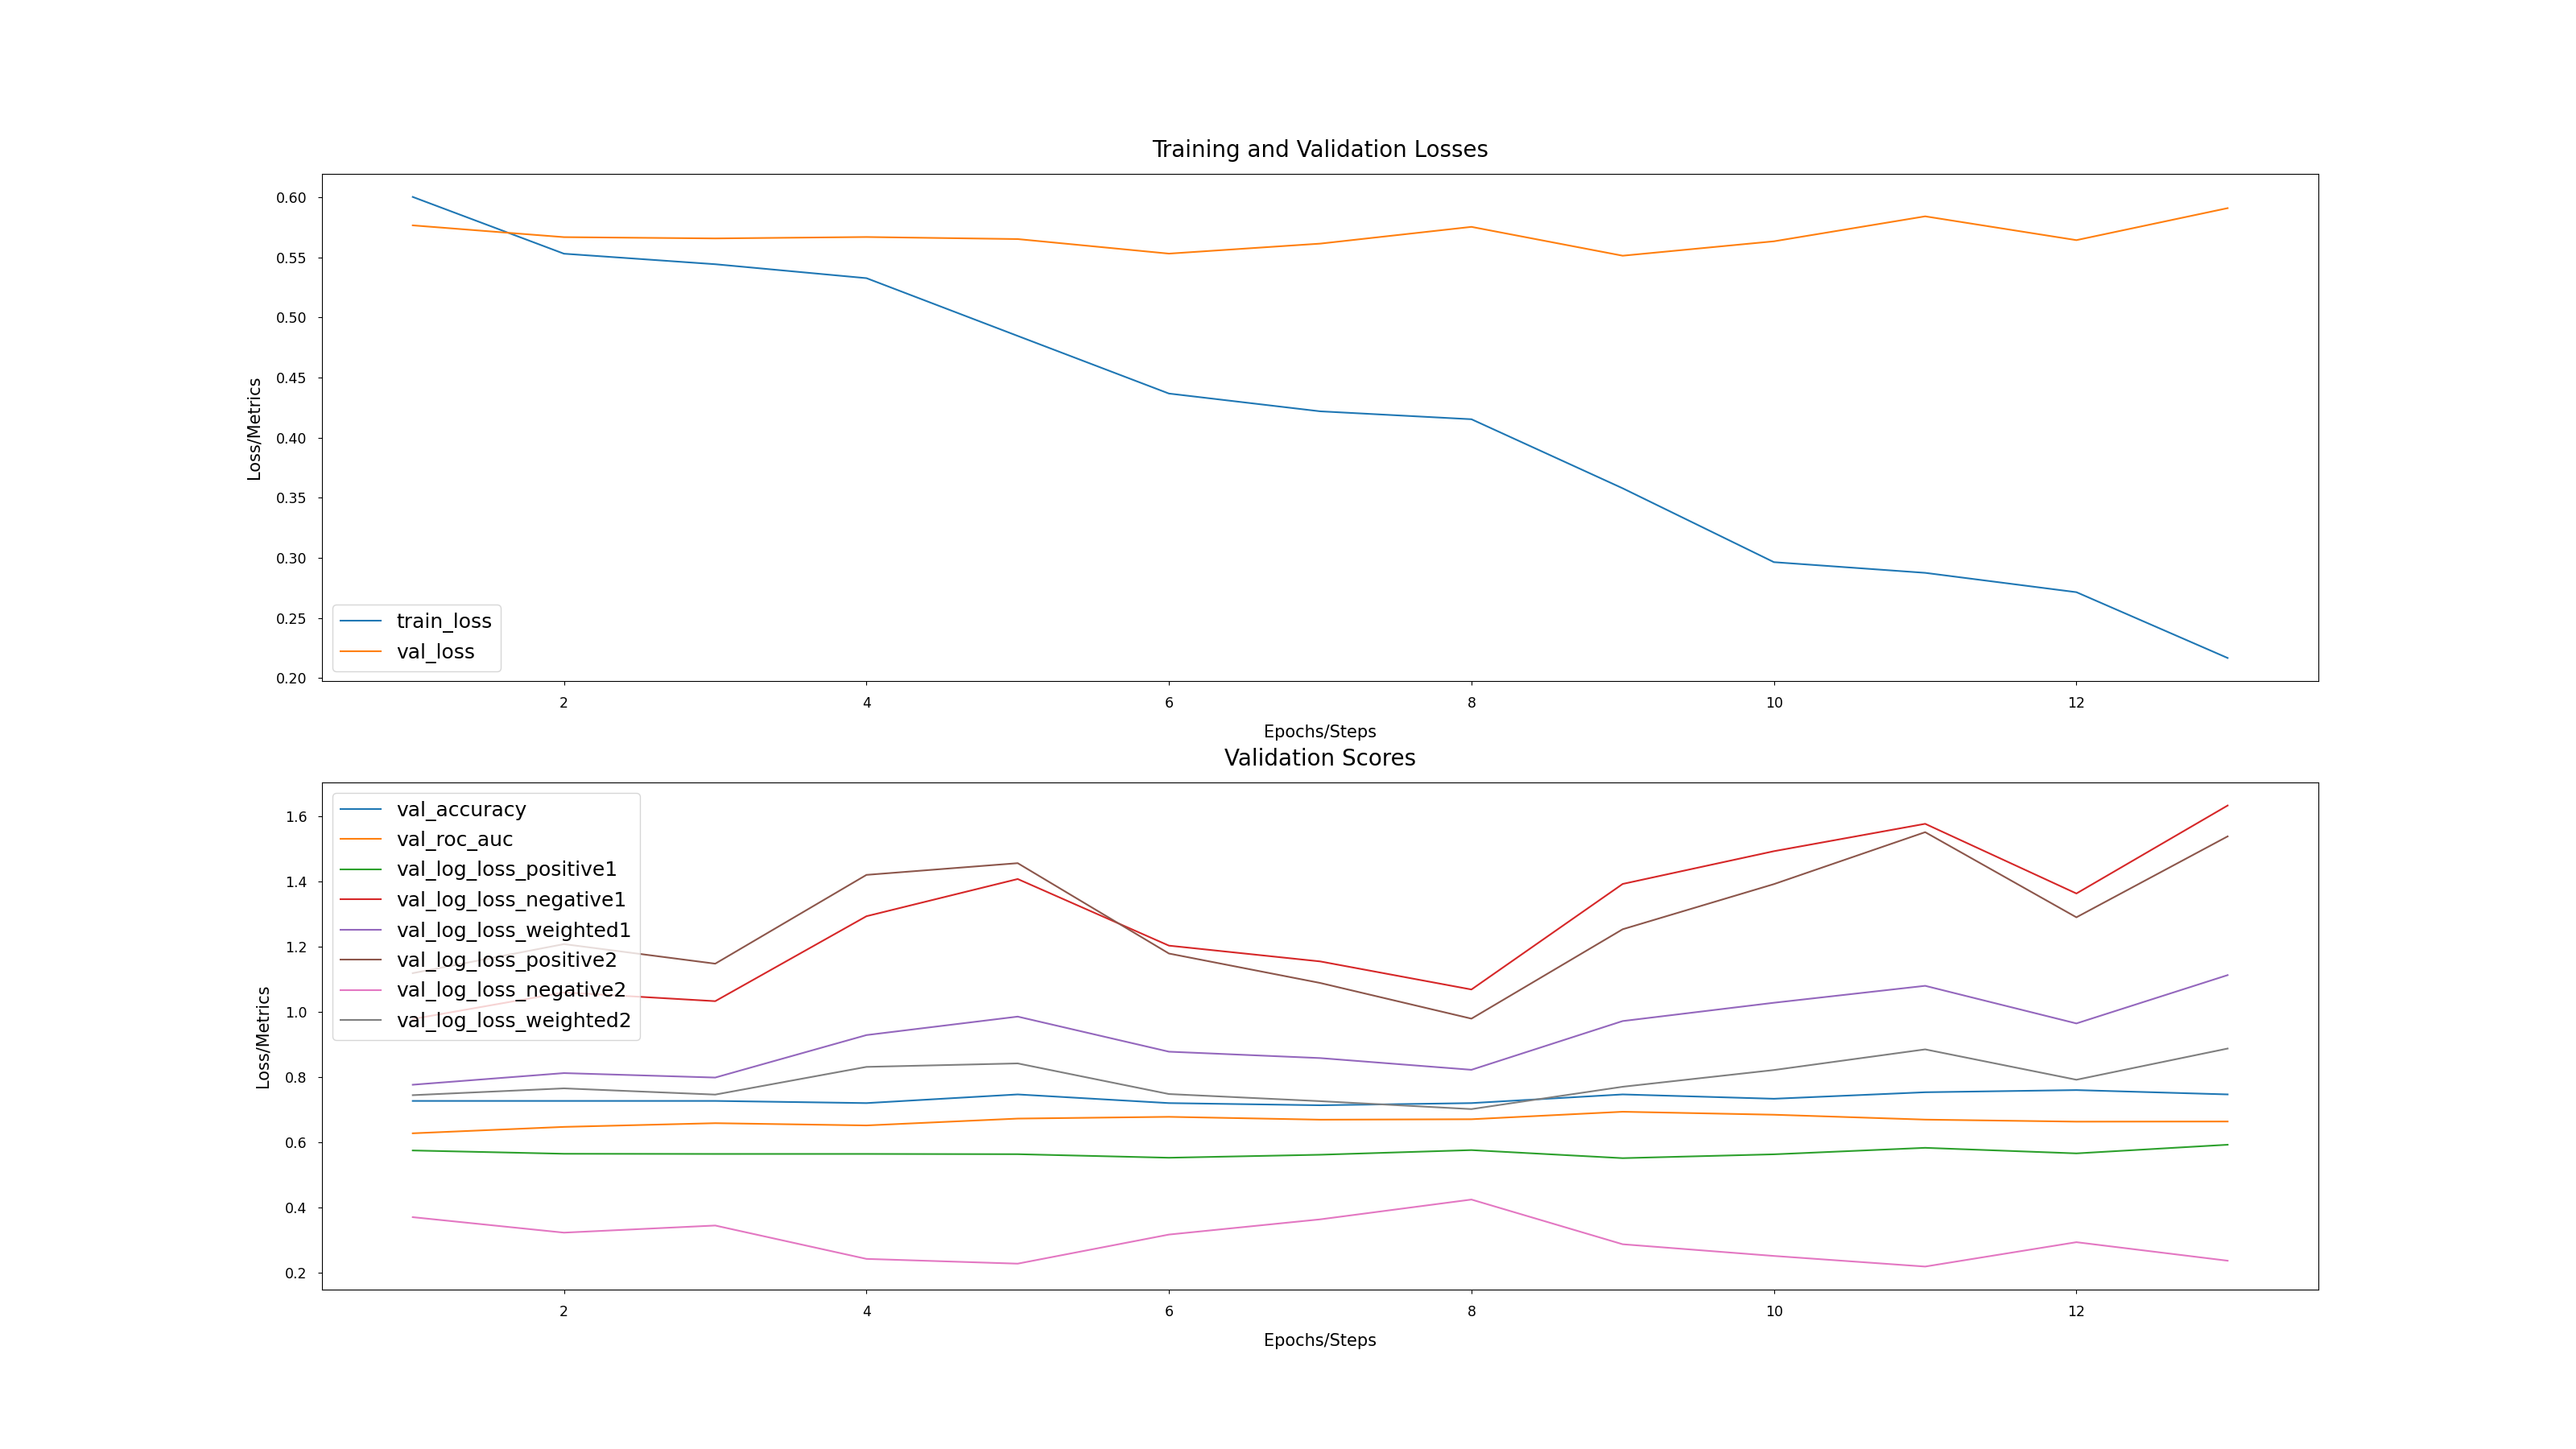 Training and Validation Losses
0.60
0.55
0.50
0.45
0.40
0.35
0.30
0.25
0.20
Loss/Metrics
train_loss
val_loss
2 4 6 8 10 12
Epochs/Steps
Validation Scores
1.6
1.4
1.2
1.0
0.8
0.6
0.4
0.2
Loss/Metrics
val_accuracy
val_roc_auc
val_log_loss_positive1
val_log_loss_negative1
val_log_loss_weighted1
val_log_loss_positive2
val_log_loss_negative2
val_log_loss_weighted2
2 4 6 8 10 12
Epochs/Steps